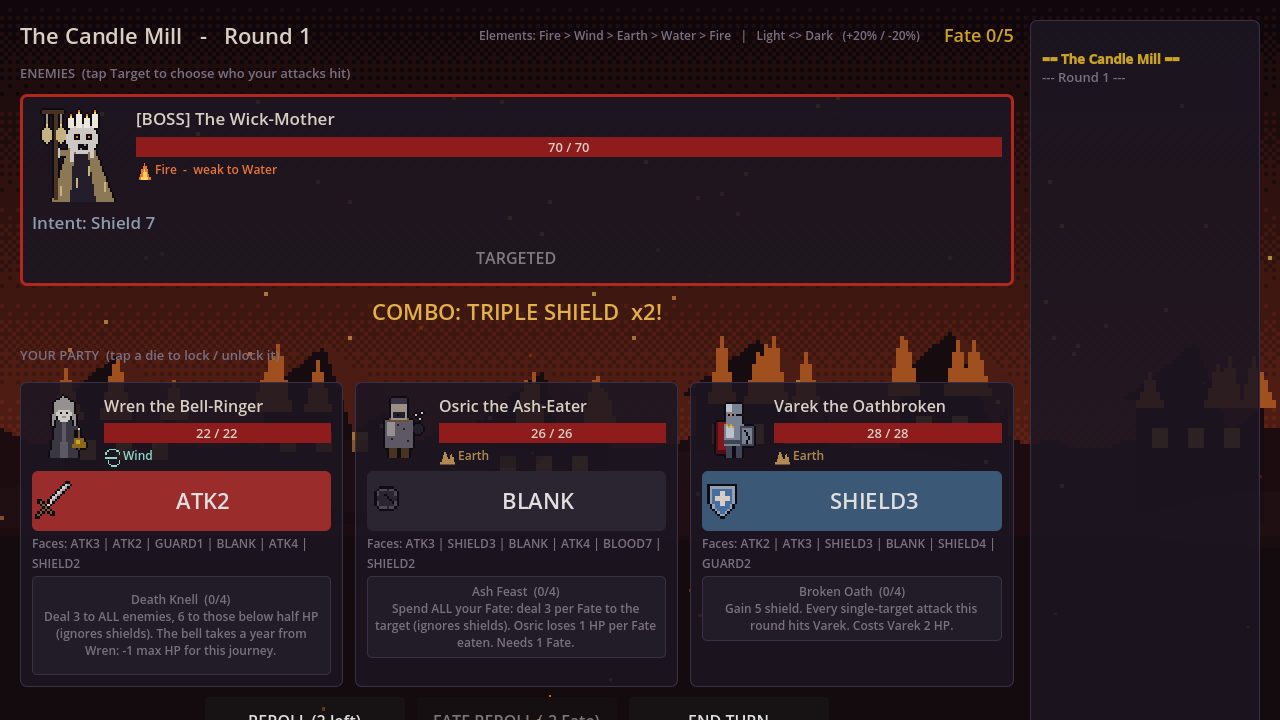 The Candle Mill - Round 1
Elements: Fire > Wind > Earth > Water > Fire | Light <> Dark (+20% / -20%)
Fate 0/5
ENEMIES (tap Target to choose who your attacks hit)
[BOSS] The Wick-Mother
70 / 70
Fire - weak to Water
Intent: Shield 7
TARGETED
COMBO: TRIPLE SHIELD x2!
YOUR PARTY (tap a die to lock / unlock it)
Wren the Bell-Ringer
22 / 22
Wind
ATK2
Faces: ATK3 | ATK2 | GUARD1 | BLANK | ATK4 |
SHIELD2
Death Knell (0/4)
Deal 3 to ALL enemies, 6 to those below half HP
(ignores shields). The bell takes a year from
Wren: -1 max HP for this journey.
Osric the Ash-Eater
26 / 26
Earth
BLANK
Faces: ATK3 | SHIELD3 | BLANK | ATK4 | BLOOD7 |
SHIELD2
Ash Feast (0/4)
Spend ALL your Fate: deal 3 per Fate to the
target (ignores shields). Osric loses 1 HP per Fate
eaten. Needs 1 Fate.
Varek the Oathbroken
28 / 28
Earth
SHIELD3
Faces: ATK2 | ATK3 | SHIELD3 | BLANK | SHIELD4 |
GUARD2
Broken Oath (0/4)
Gain 5 shield. Every single-target attack this
round hits Varek. Costs Varek 2 HP.
REROLL (2 left)
FATE REROLL (-2 Fate)
END TURN
== The Candle Mill ==
--- Round 1 ---